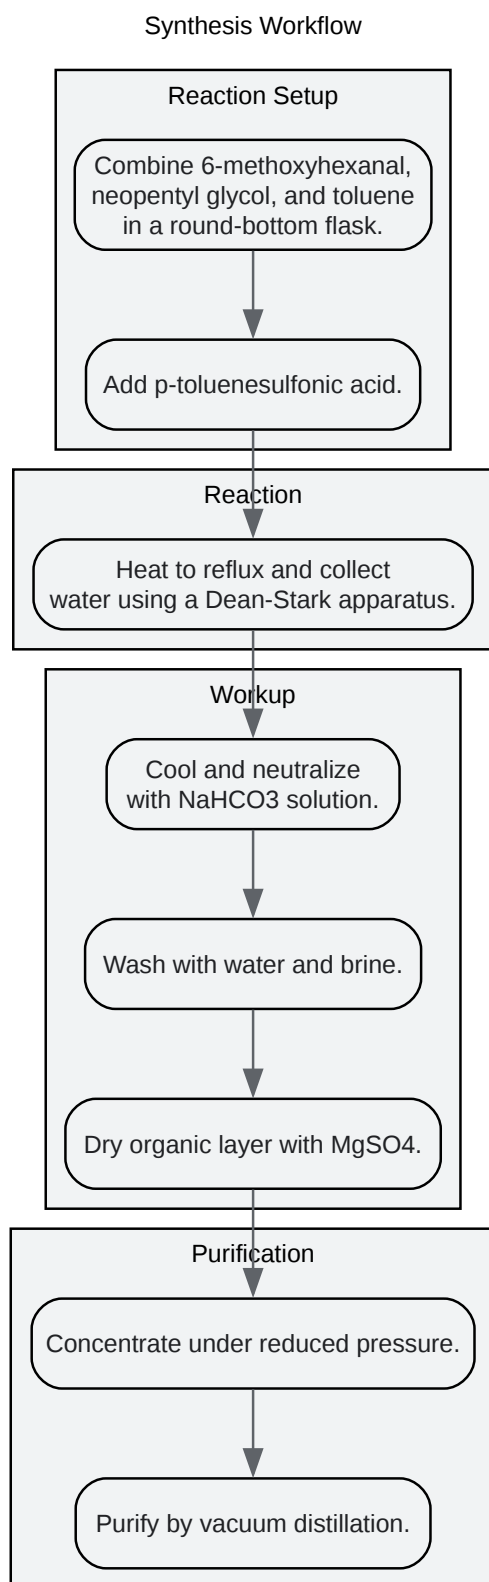 Synthesis Workflow
Reaction Setup
Combine 6-methoxyhexanal,
neopentyl glycol, and toluene
in a round-bottom flask.
Add p-toluenesulfonic acid.
Reaction
Heat to reflux and collect
water using a Dean-Stark apparatus.
Workup
Cool and neutralize
with NaHCO3 solution.
Wash with water and brine.
Dry organic layer with MgSO4.
Purification
Concentrate under reduced pressure.
Purify by vacuum distillation.